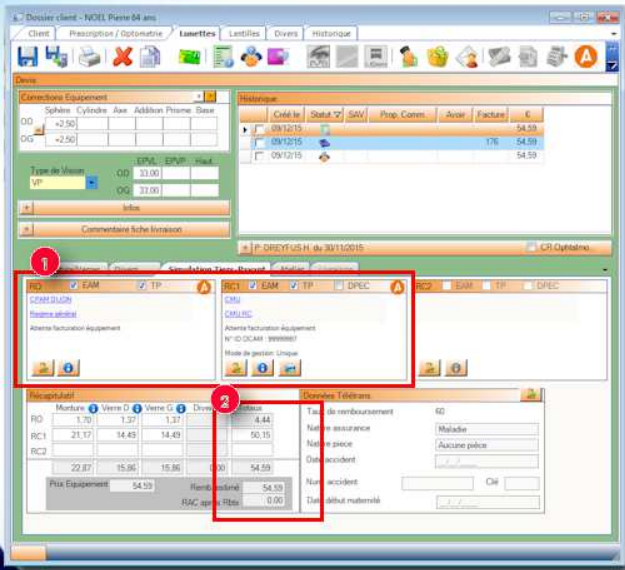 Dossier client - NOEL Pierre 64 ans
Client Prescription / Optométrie Lunettes Lentilles Divers Historique
Devis
Corrections Equipement
Sphère Cylindre Axe Addition Prisme Base
OD +2,50
OG +2,50
Type de Vision
VP
EPVL EPVP Haut.
OD 33.00
OG 33.00
Infos
Commentaire fiche livraison
Historique
Créé le Statut SAV Prop. Comm. Avoir Facture €
09/12/15 54,59
09/12/15 176 54,59
09/12/15 54,59
P. DREYFUS H. du 30/11/2015 CR Ophtalmo...
1
Divers Simulation Tiers-Payant Atelier
RO EAM TP A
CPAM DIJON
Régime général
Attente facturation équipement
RC1 EAM TP DPEC A
CMU
CMU RC
Attente facturation équipement
N° ID OCAM : 99999997
Mode de gestion: Unique
RC2 EAM TP DPEC
2
Récapitulatif
Monture Verre D Verre G Divers Totaux
RO 1,70 1,37 1,37 4,44
RC1 21,17 14,49 14,49 50,15
RC2
22,87 15,86 15,86 0,00 54,59
Prix Equipement 54,59 Remb. estimé 54,59
RAC après Rbts 0.00
Données Télétrans
Taux de remboursement 60
Nature assurance Maladie
Nature piece Aucune pièce
Date accident
Num. accident Clé
Date début maternité